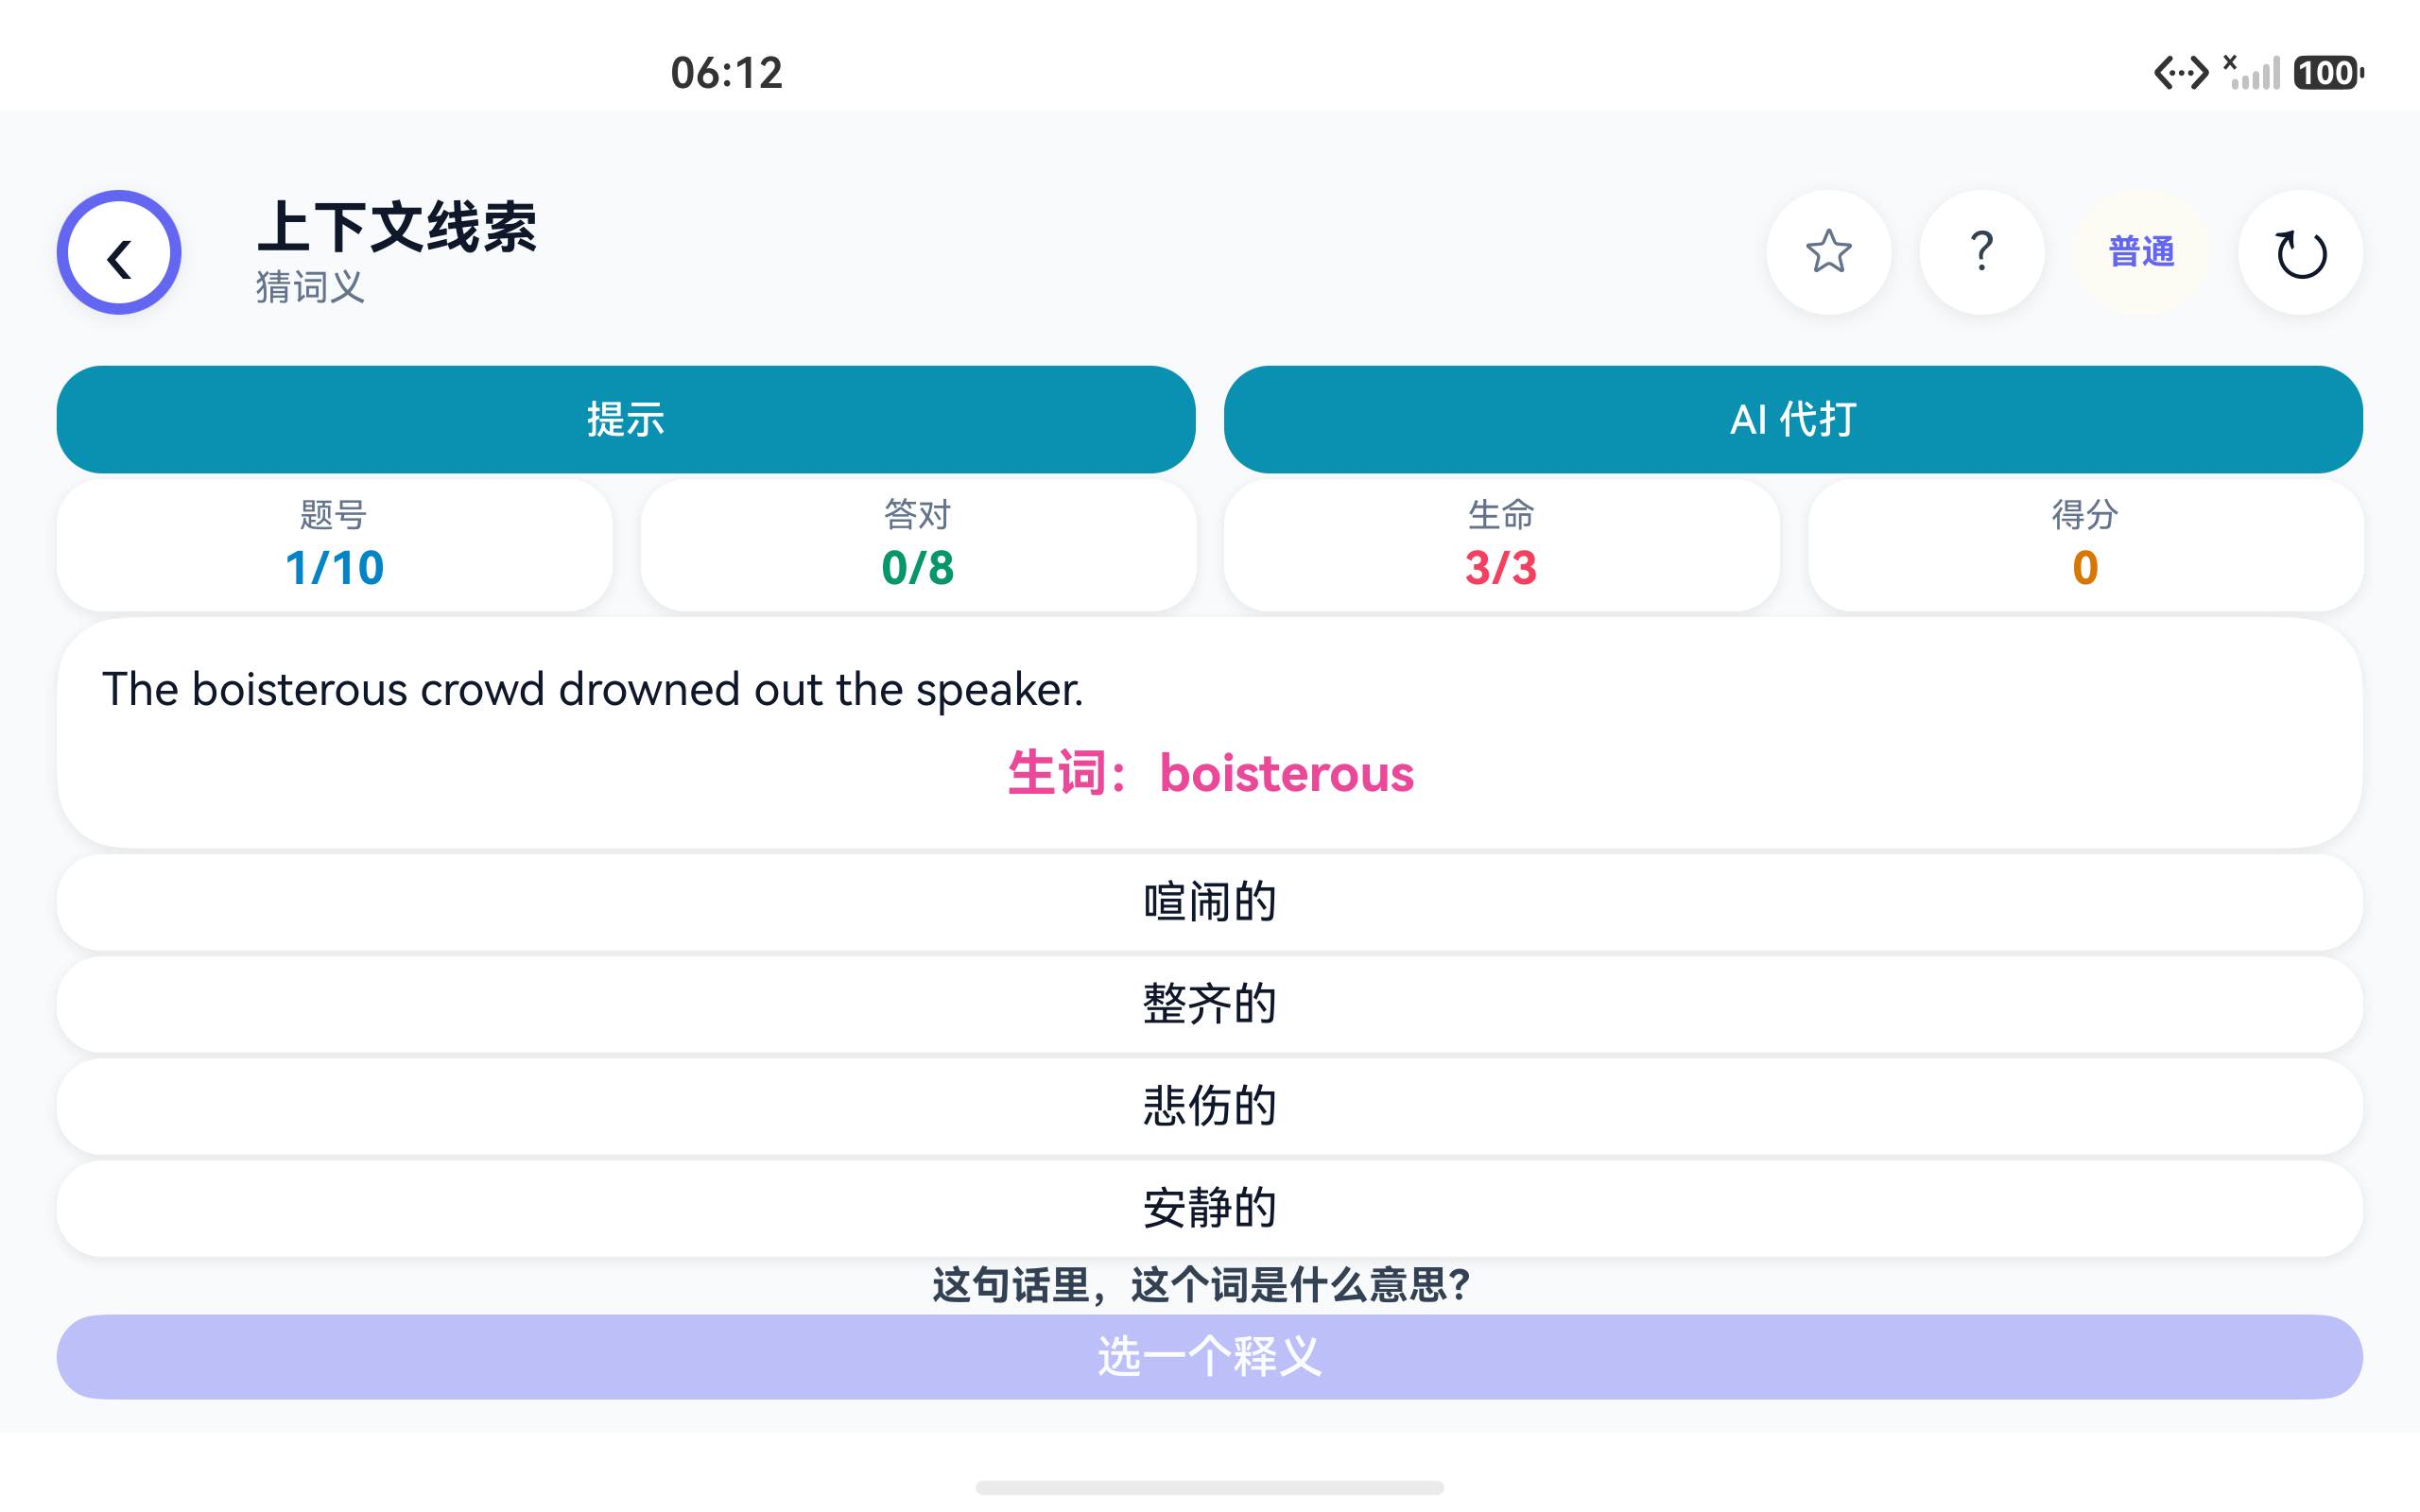 06:12
100
上下文线索
猜词义
?
普通
提示
AI 代打
题号
1/10
答对
0/8
生命
3/3
得分
0
The boisterous crowd drowned out the speaker.
生词：boisterous
喧闹的
整齐的
悲伤的
安静的
这句话里，这个词是什么意思？
选一个释义